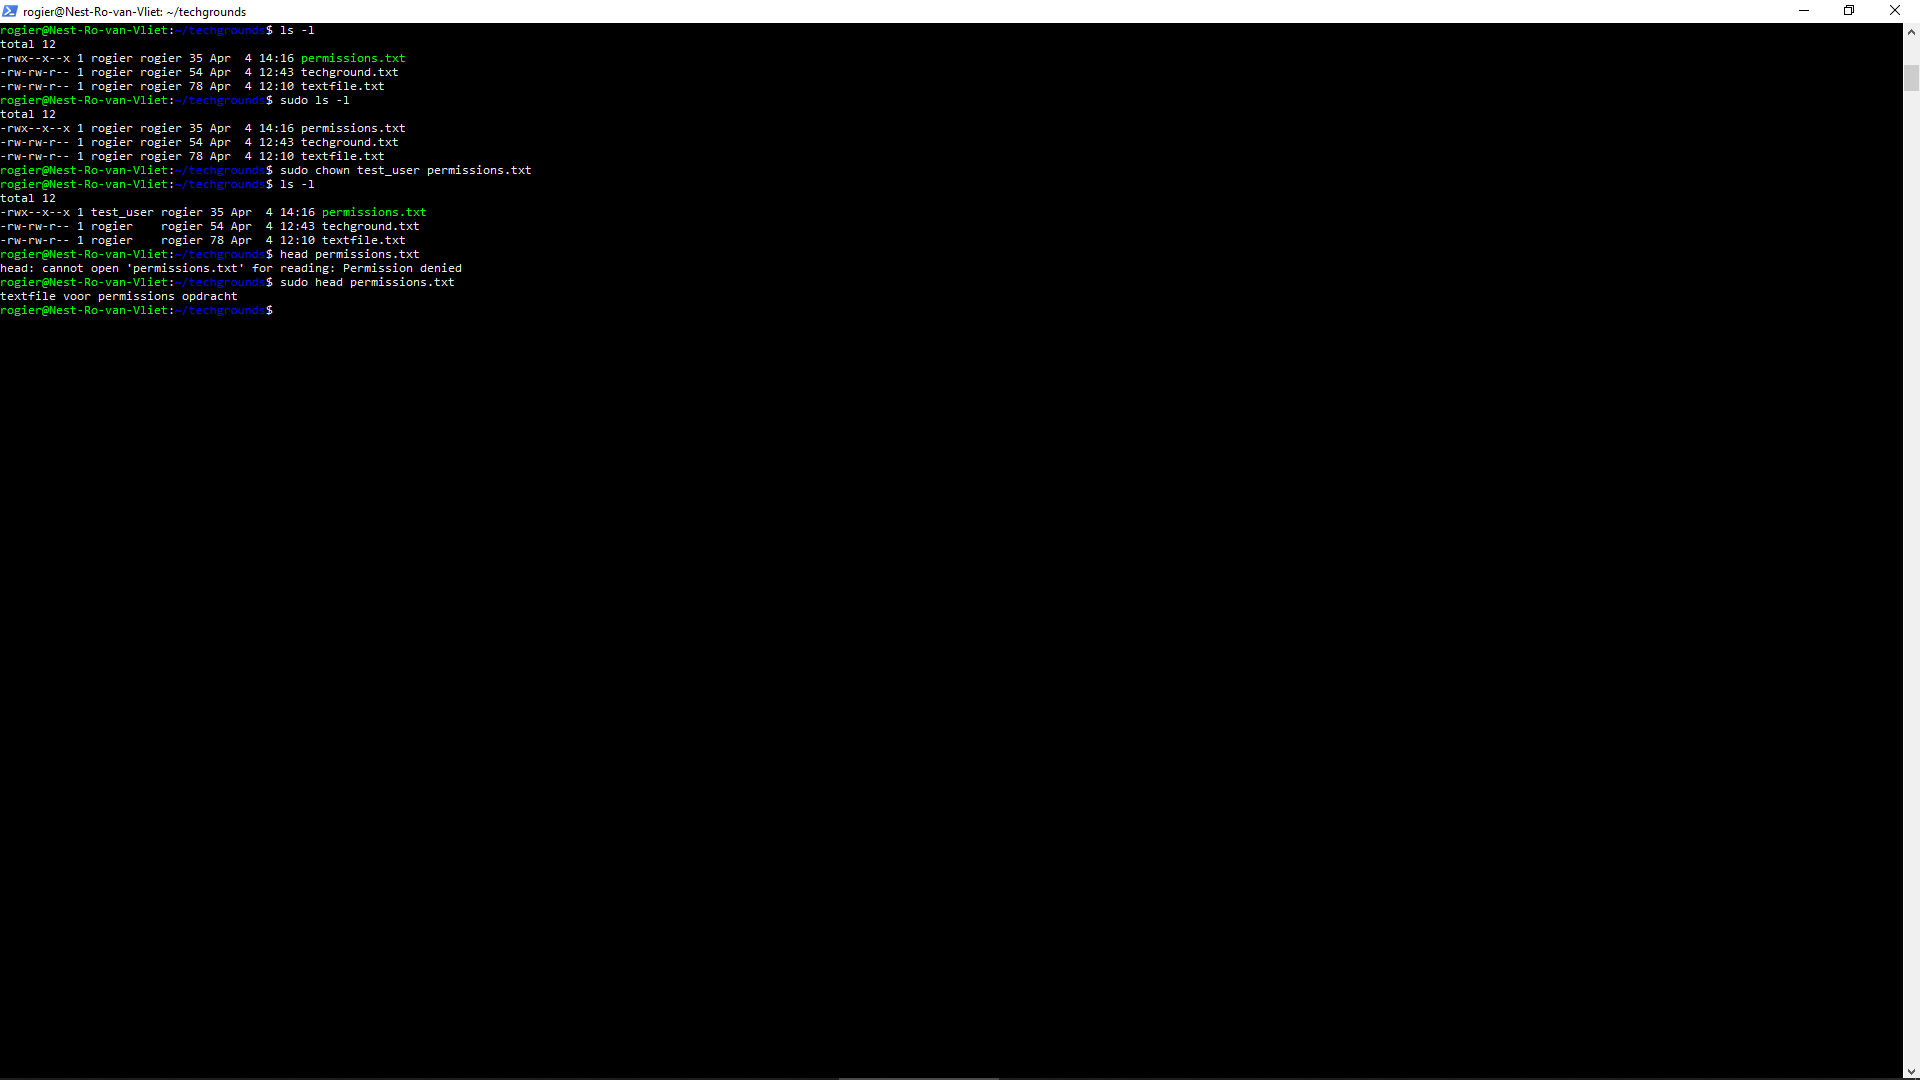 rogier@Nest-Ro-van-Vliet: ~/techgrounds
rogier@Nest-Ro-van-Vliet:~/techgrounds$ ls -l
total 12
-rwx--x--x 1 rogier rogier 35 Apr  4 14:16 permissions.txt
-rw-rw-r-- 1 rogier rogier 54 Apr  4 12:43 techground.txt
-rw-rw-r-- 1 rogier rogier 78 Apr  4 12:10 textfile.txt
rogier@Nest-Ro-van-Vliet:~/techgrounds$ sudo ls -l
total 12
-rwx--x--x 1 rogier rogier 35 Apr  4 14:16 permissions.txt
-rw-rw-r-- 1 rogier rogier 54 Apr  4 12:43 techground.txt
-rw-rw-r-- 1 rogier rogier 78 Apr  4 12:10 textfile.txt
rogier@Nest-Ro-van-Vliet:~/techgrounds$ sudo chown test_user permissions.txt
rogier@Nest-Ro-van-Vliet:~/techgrounds$ ls -l
total 12
-rwx--x--x 1 test_user rogier 35 Apr  4 14:16 permissions.txt
-rw-rw-r-- 1 rogier    rogier 54 Apr  4 12:43 techground.txt
-rw-rw-r-- 1 rogier    rogier 78 Apr  4 12:10 textfile.txt
rogier@Nest-Ro-van-Vliet:~/techgrounds$ head permissions.txt
head: cannot open 'permissions.txt' for reading: Permission denied
rogier@Nest-Ro-van-Vliet:~/techgrounds$ sudo head permissions.txt
textfile voor permissions opdracht
rogier@Nest-Ro-van-Vliet:~/techgrounds$